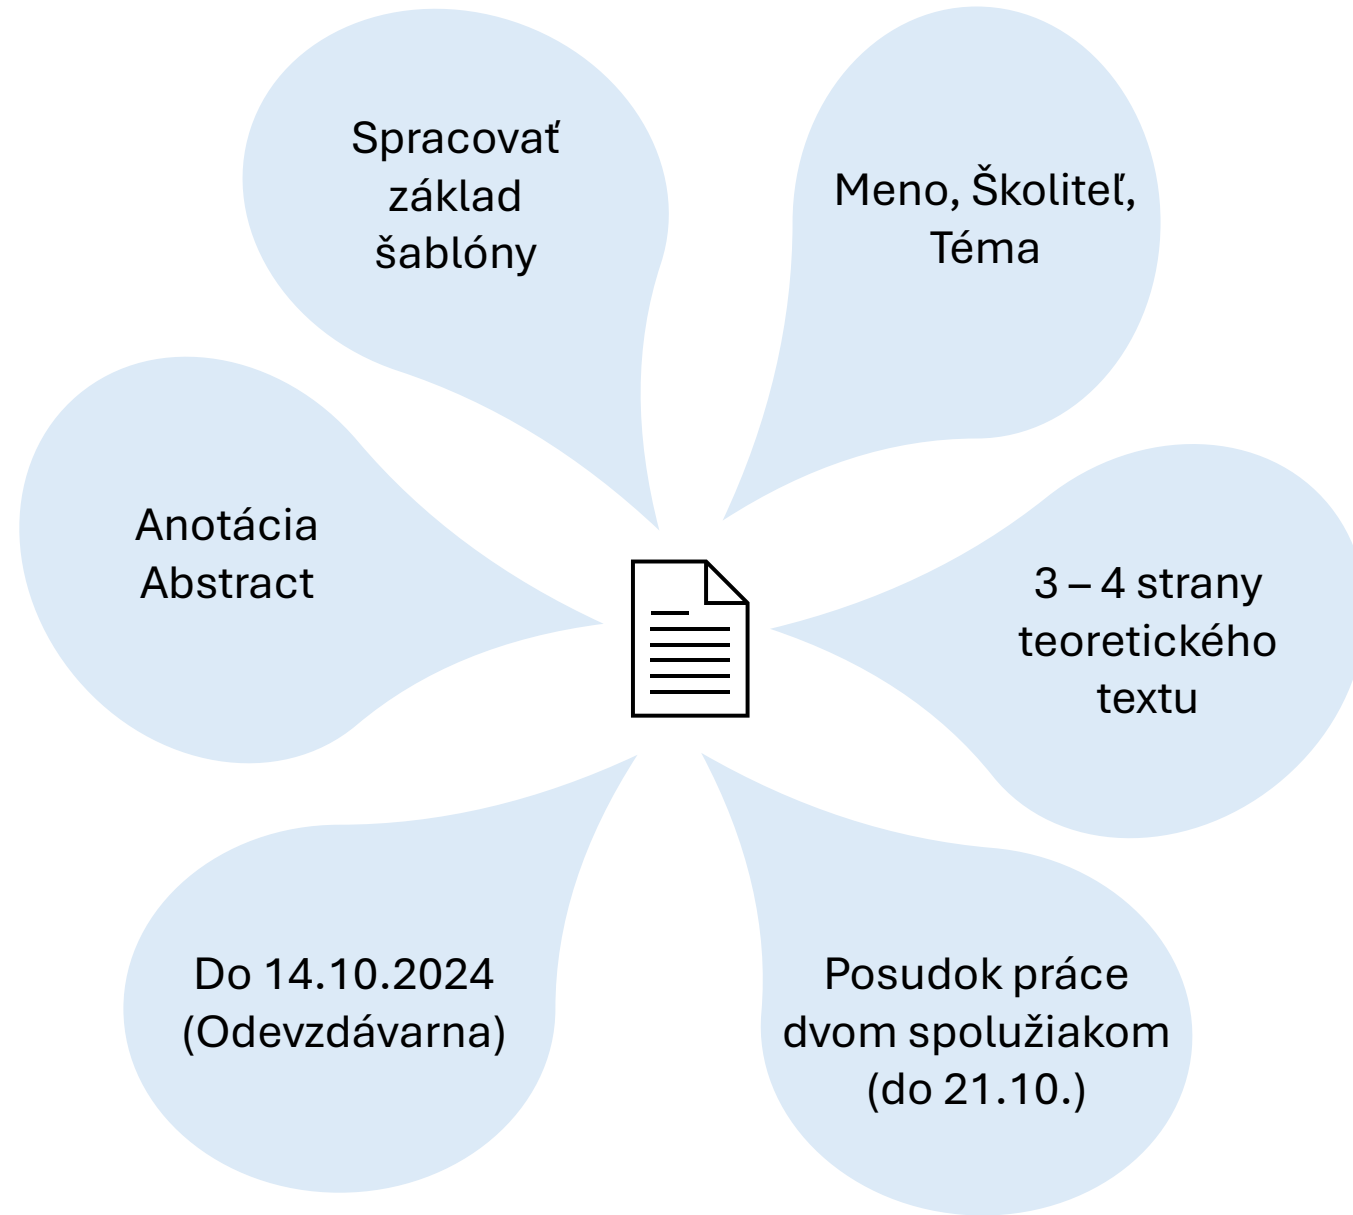 Spracovať
základ
šablóny
Meno, Školiteľ,
Téma
Anotácia
Abstract
3 – 4 strany
teoretického
textu
Do 14.10.2024
(Odevzdávarna)
Posudok práce
dvom spolužiakom
(do 21.10.)